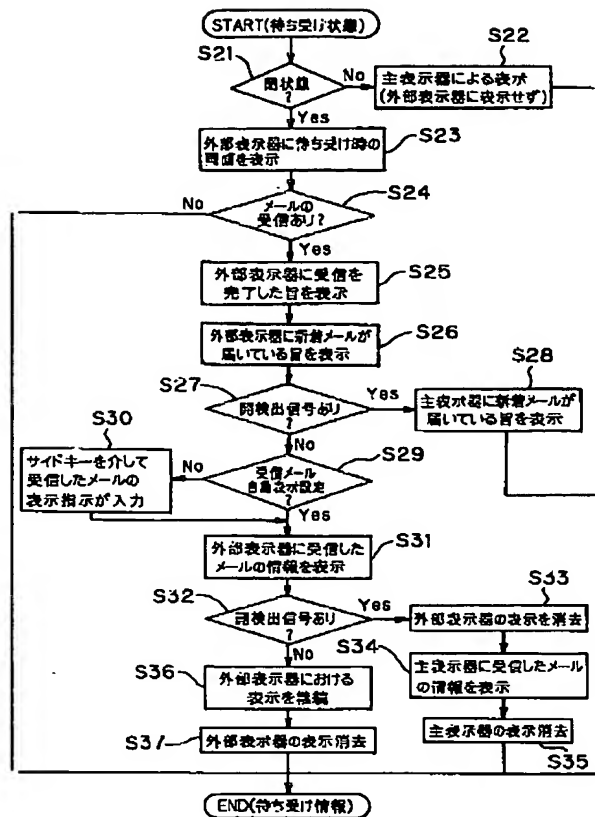 START(待ち受け状態)
S21
閉状態
?
No
Yes
S22
主表示器による表示
(外部表示器に表示せず)
外部表示器に待ち受け時の
画面を表示
S23
S24
メールの
受信あり?
No
Yes
外部表示器に受信を
完了した旨を表示
S25
外部表示器に新着メールが
届いている旨を表示
S26
S27
開検出信号あり
?
Yes
No
S28
主表示器に新着メールが
届いている旨を表示
S29
受信メール
自動表示設定
?
No
Yes
S30
サイドキーを介して
受信したメールの
表示指示が入力
外部表示器に受信した
メールの情報を表示
S31
S32
開検出信号あり
?
Yes
No
S33
外部表示器の表示を消去
S34
主表示器に受信したメール
の情報を表示
主表示器の表示消去
S35
S36
外部表示器における
表示を継続
S37
外部表示器の表示消去
END(待ち受け情報)